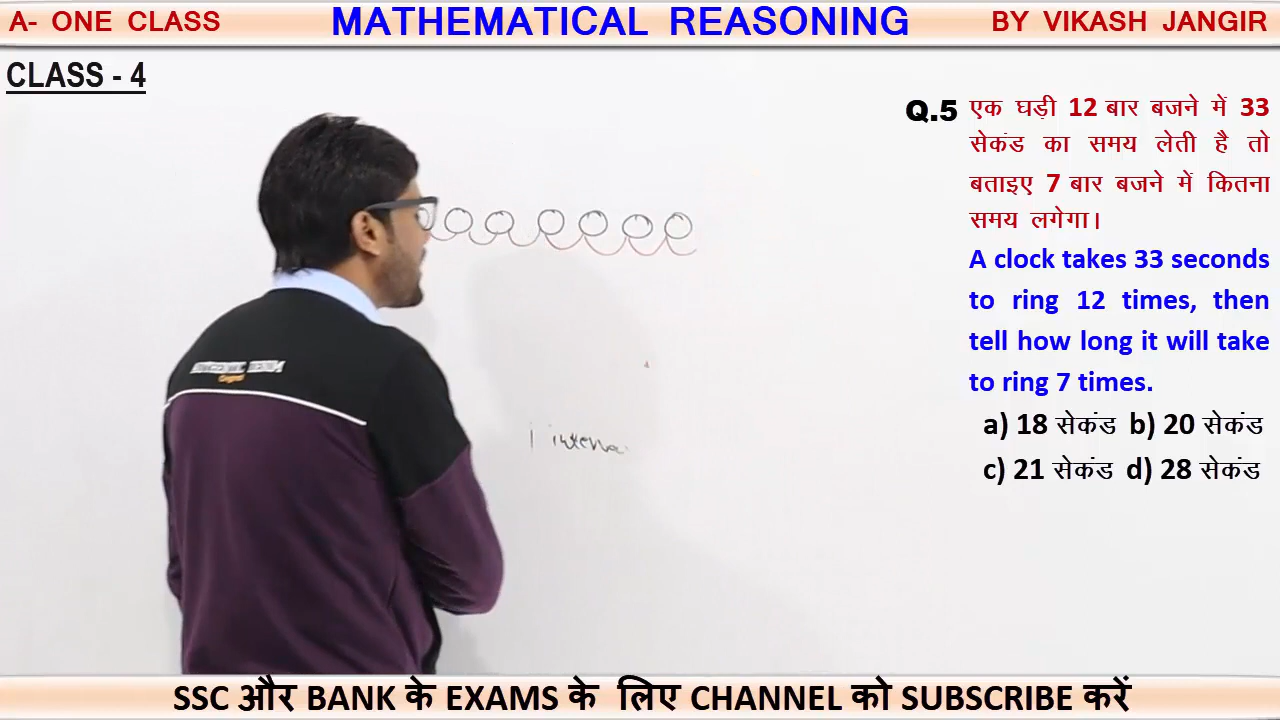 A- ONE CLASS
MATHEMATICAL REASONING
BY VIKASH JANGIR
CLASS - 4
Q.5 एक घड़ी 12 बार बजने में 33
सेकंड का समय लेती है तो
बताइए 7 बार बजने में कितना
समय लगेगा।
A clock takes 33 seconds
to ring 12 times, then
tell how long it will take
to ring 7 times.
a) 18 सेकंड b) 20 सेकंड
c) 21 सेकंड d) 28 सेकंड
SSC और BANK के EXAMS के लिए CHANNEL को SUBSCRIBE करें